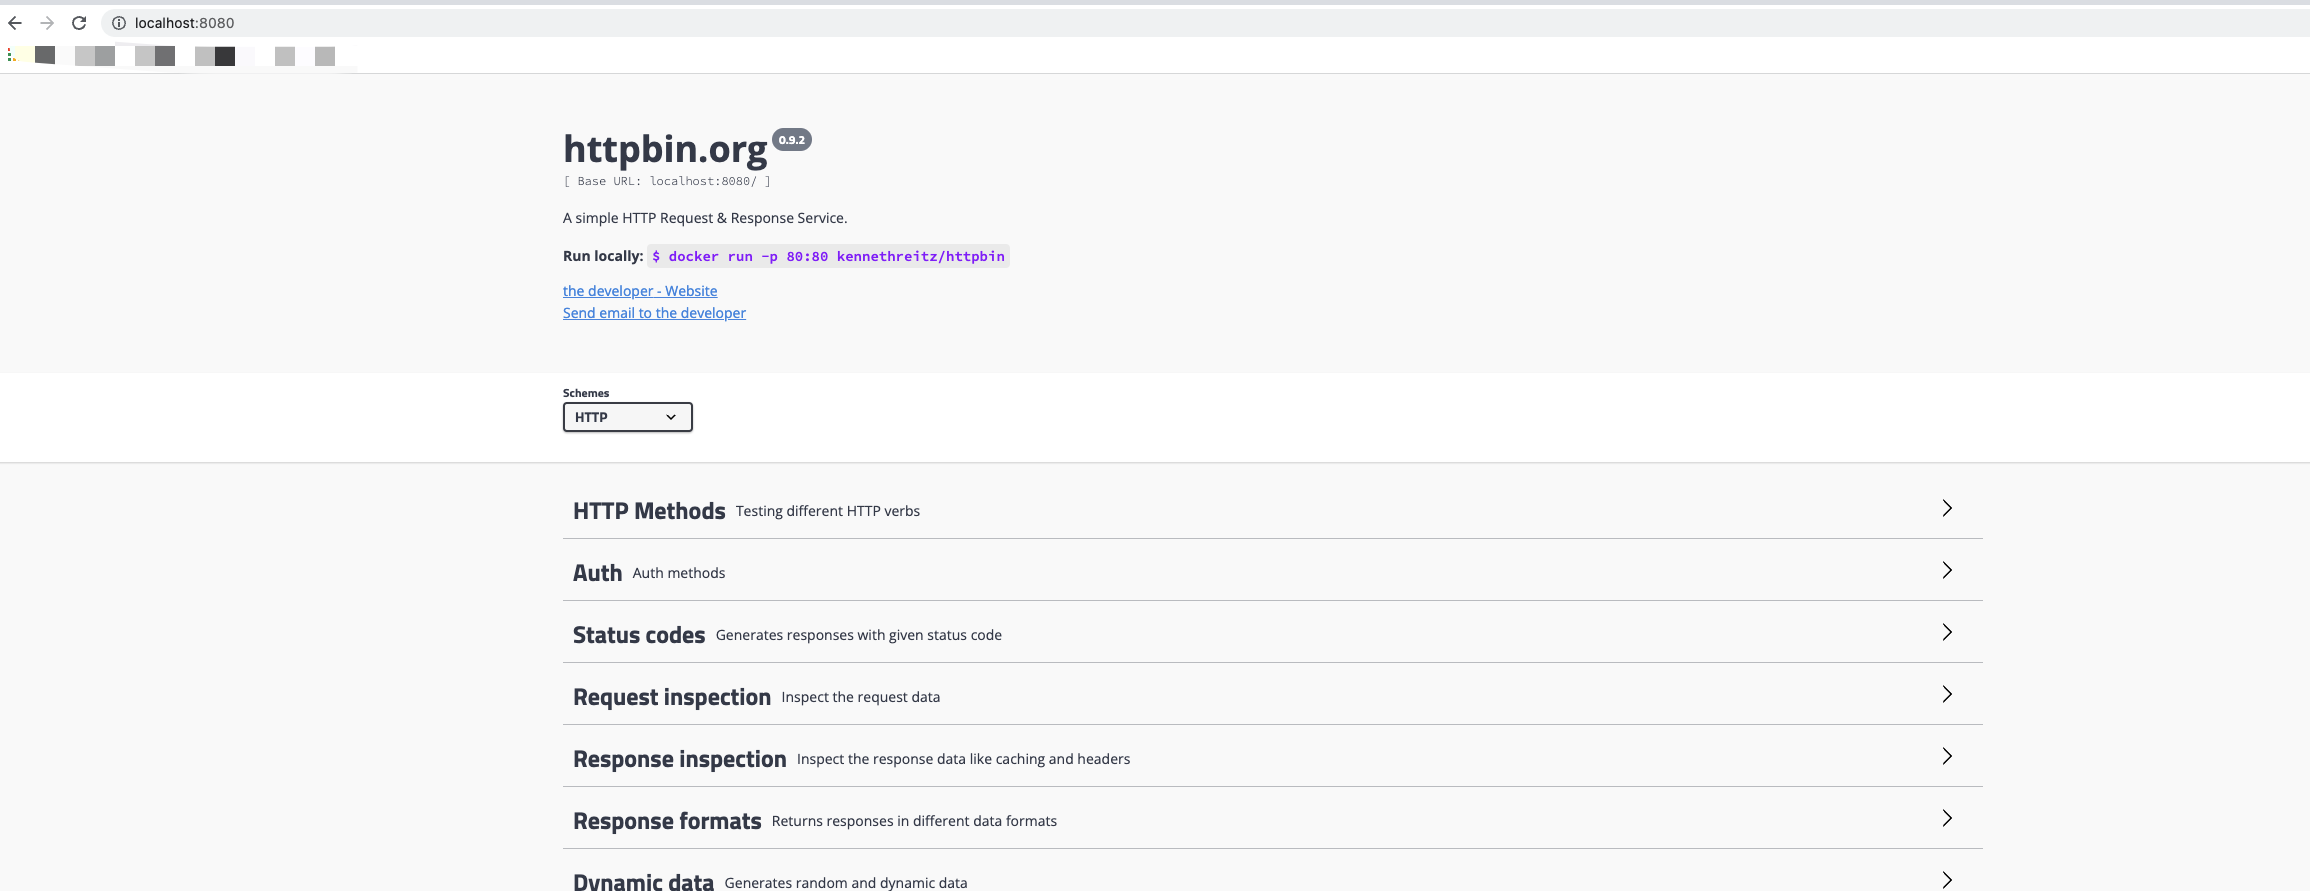 localhost:8080
httpbin.org 0.9.2
[ Base URL: localhost:8080/ ]
A simple HTTP Request & Response Service.
Run locally: $ docker run -p 80:80 kennethreitz/httpbin
the developer - Website
Send email to the developer
Schemes
HTTP
HTTP Methods Testing different HTTP verbs
Auth Auth methods
Status codes Generates responses with given status code
Request inspection Inspect the request data
Response inspection Inspect the response data like caching and headers
Response formats Returns responses in different data formats
Dynamic data Generates random and dynamic data